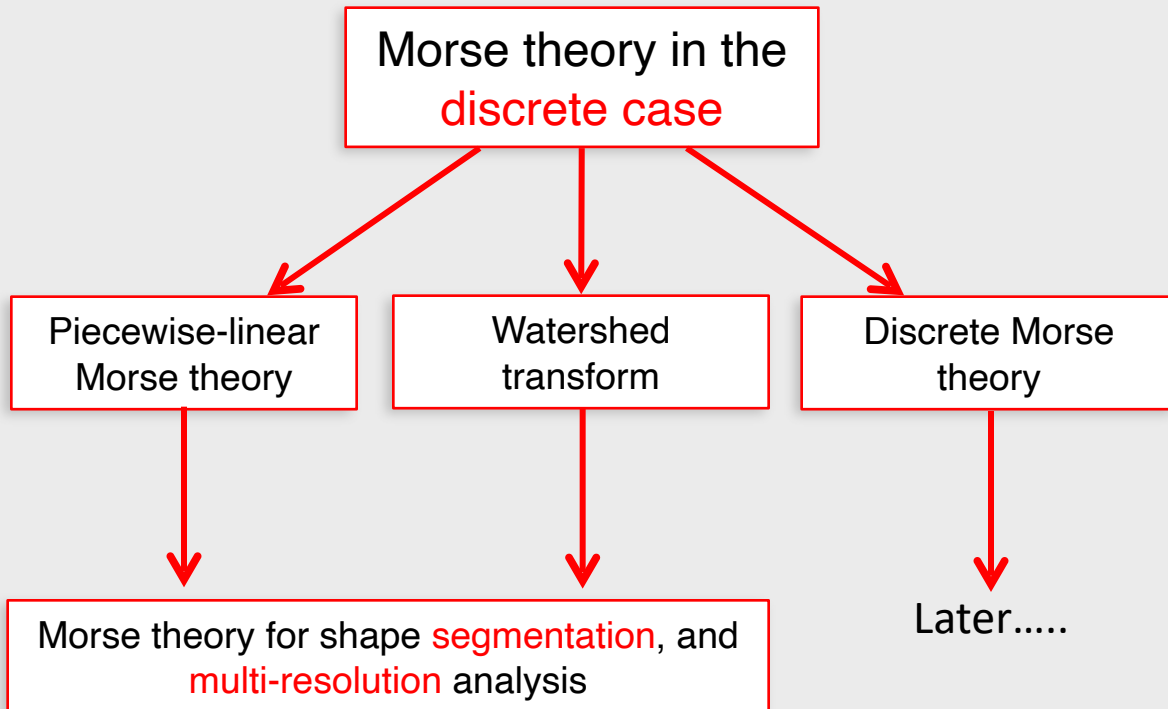 Morse theory in the
discrete case
Piecewise-linear
Morse theory
Watershed
transform
Discrete Morse
theory
Morse theory for shape segmentation, and
multi-resolution analysis
Later.....